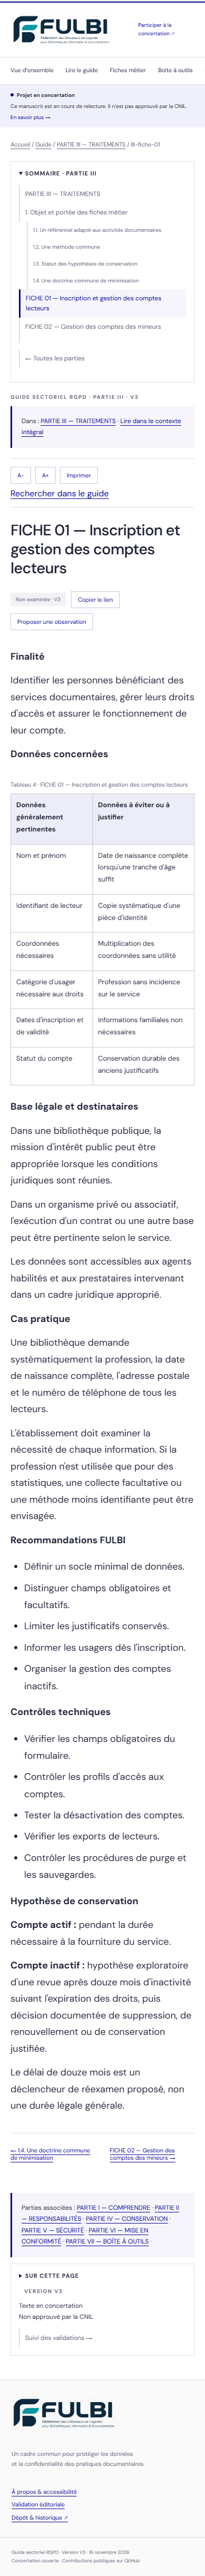 FULBI
Fédération des Utilisateurs de Logiciels
pour Bibliothèques, Information et Documentation
Participer à la
concertation ↗
Vue d'ensemble Lire le guide Fiches métier Boîte à outils
Projet en concertation
Ce manuscrit est en cours de relecture. Il n'est pas approuvé par la CNIL.
En savoir plus →
Accueil / Guide / PARTIE III — TRAITEMENTS / III-fiche-01
▼ SOMMAIRE · PARTIE III
PARTIE III — TRAITEMENTS
1. Objet et portée des fiches métier
1.1. Un référentiel adapté aux activités documentaires
1.2. Une méthode commune
1.3. Statut des hypothèses de conservation
1.4. Une doctrine commune de minimisation
FICHE 01 — Inscription et gestion des comptes
lecteurs
FICHE 02 — Gestion des comptes des mineurs
← Toutes les parties
GUIDE SECTORIEL RGPD · PARTIE III · V3
Dans : PARTIE III — TRAITEMENTS · Lire dans le contexte
intégral
A−
A+
Imprimer
Rechercher dans le guide
FICHE 01 — Inscription et
gestion des comptes
lecteurs
Non examinée · V3
Copier le lien
Proposer une observation
Finalité
Identifier les personnes bénéficiant des
services documentaires, gérer leurs droits
d'accès et assurer le fonctionnement de
leur compte.
Données concernées
Tableau 4 · FICHE 01 — Inscription et gestion des comptes lecteurs
Données
généralement
pertinentes
Données à éviter ou à
justifier
Nom et prénom
Date de naissance complète
lorsqu'une tranche d'âge
suffit
Identifiant de lecteur
Copie systématique d'une
pièce d'identité
Coordonnées
nécessaires
Multiplication des
coordonnées sans utilité
Catégorie d'usager
nécessaire aux droits
Profession sans incidence
sur le service
Dates d'inscription et
de validité
Informations familiales non
nécessaires
Statut du compte
Conservation durable des
anciens justificatifs
Base légale et destinataires
Dans une bibliothèque publique, la
mission d'intérêt public peut être
appropriée lorsque les conditions
juridiques sont réunies.
Dans un organisme privé ou associatif,
l'exécution d'un contrat ou une autre base
peut être pertinente selon le service.
Les données sont accessibles aux agents
habilités et aux prestataires intervenant
dans un cadre juridique approprié.
Cas pratique
Une bibliothèque demande
systématiquement la profession, la date
de naissance complète, l'adresse postale
et le numéro de téléphone de tous les
lecteurs.
L'établissement doit examiner la
nécessité de chaque information. Si la
profession n'est utilisée que pour des
statistiques, une collecte facultative ou
une méthode moins identifiante peut être
envisagée.
Recommandations FULBI
• Définir un socle minimal de données.
• Distinguer champs obligatoires et
facultatifs.
• Limiter les justificatifs conservés.
• Informer les usagers dès l'inscription.
• Organiser la gestion des comptes
inactifs.
Contrôles techniques
• Vérifier les champs obligatoires du
formulaire.
• Contrôler les profils d'accès aux
comptes.
• Tester la désactivation des comptes.
• Vérifier les exports de lecteurs.
• Contrôler les procédures de purge et
les sauvegardes.
Hypothèse de conservation
Compte actif : pendant la durée
nécessaire à la fourniture du service.
Compte inactif : hypothèse exploratoire
d'une revue après douze mois d'inactivité
suivant l'expiration des droits, puis
décision documentée de suppression, de
renouvellement ou de conservation
justifiée.
Le délai de douze mois est un
déclencheur de réexamen proposé, non
une durée légale générale.
← 1.4. Une doctrine commune
de minimisation
FICHE 02 — Gestion des
comptes des mineurs →
Parties associées : PARTIE I — COMPRENDRE · PARTIE II
— RESPONSABILITÉS · PARTIE IV — CONSERVATION ·
PARTIE V — SÉCURITÉ · PARTIE VI — MISE EN
CONFORMITÉ · PARTIE VII — BOÎTE À OUTILS ·
▶ SUR CETTE PAGE
VERSION V3
Texte en concertation
Non approuvé par la CNIL
Suivi des validations →
FULBI
Fédération des Utilisateurs de Logiciels
pour Bibliothèques, Information et Documentation
Un cadre commun pour protéger les données
et la confidentialité des pratiques documentaires.
À propos & accessibilité
Validation éditoriale
Dépôt & historique ↗
Guide sectoriel RGPD · Version V3 · 16 novembre 2026
Concertation ouverte · Contributions publiques sur GitHub